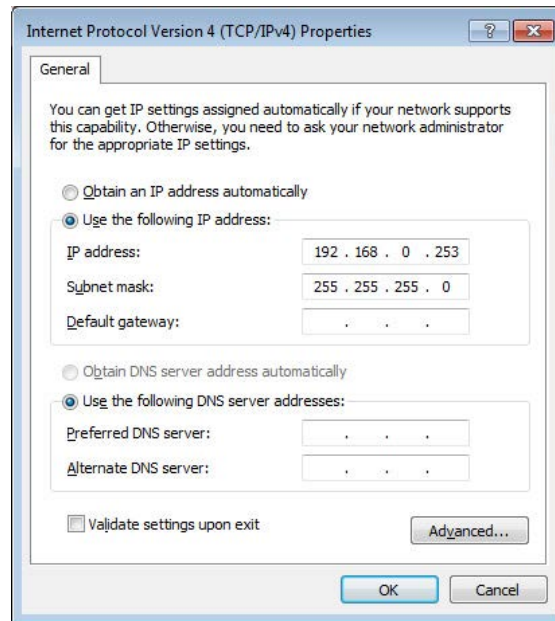 Internet Protocol Version 4 (TCP/IPv4) Properties
General
You can get IP settings assigned automatically if your network supports
this capability. Otherwise, you need to ask your network administrator
for the appropriate IP settings.
Obtain an IP address automatically
Use the following IP address:
IP address: 192 . 168 . 0 . 253
Subnet mask: 255 . 255 . 255 . 0
Default gateway: . . .
Obtain DNS server address automatically
Use the following DNS server addresses:
Preferred DNS server: . . .
Alternate DNS server: . . .
Validate settings upon exit
Advanced...
OK Cancel